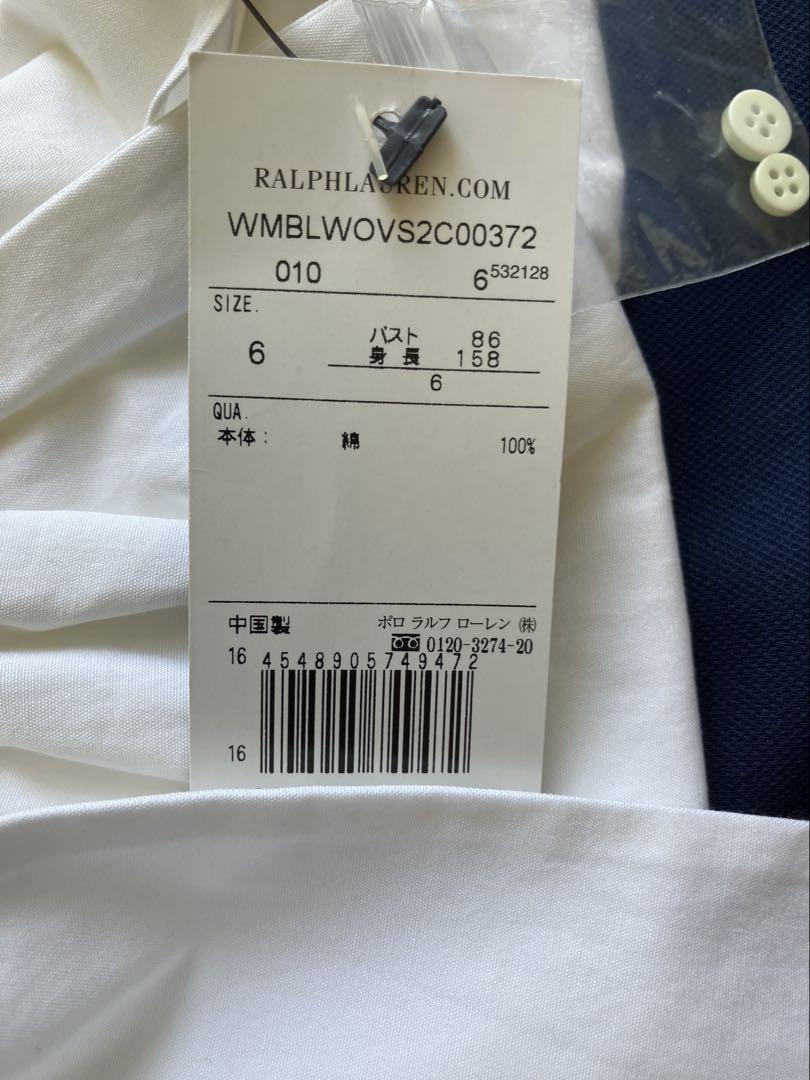 RALPHLAUREN.COM
WMBLWOVS2C00372
010 6 532128
SIZE.
6 バスト 86
身長 158
6
QUA.
本体: 綿 100%
中国製 ポロ ラルフ ローレン ㈱
0120-3274-20
16 4548905749472
16